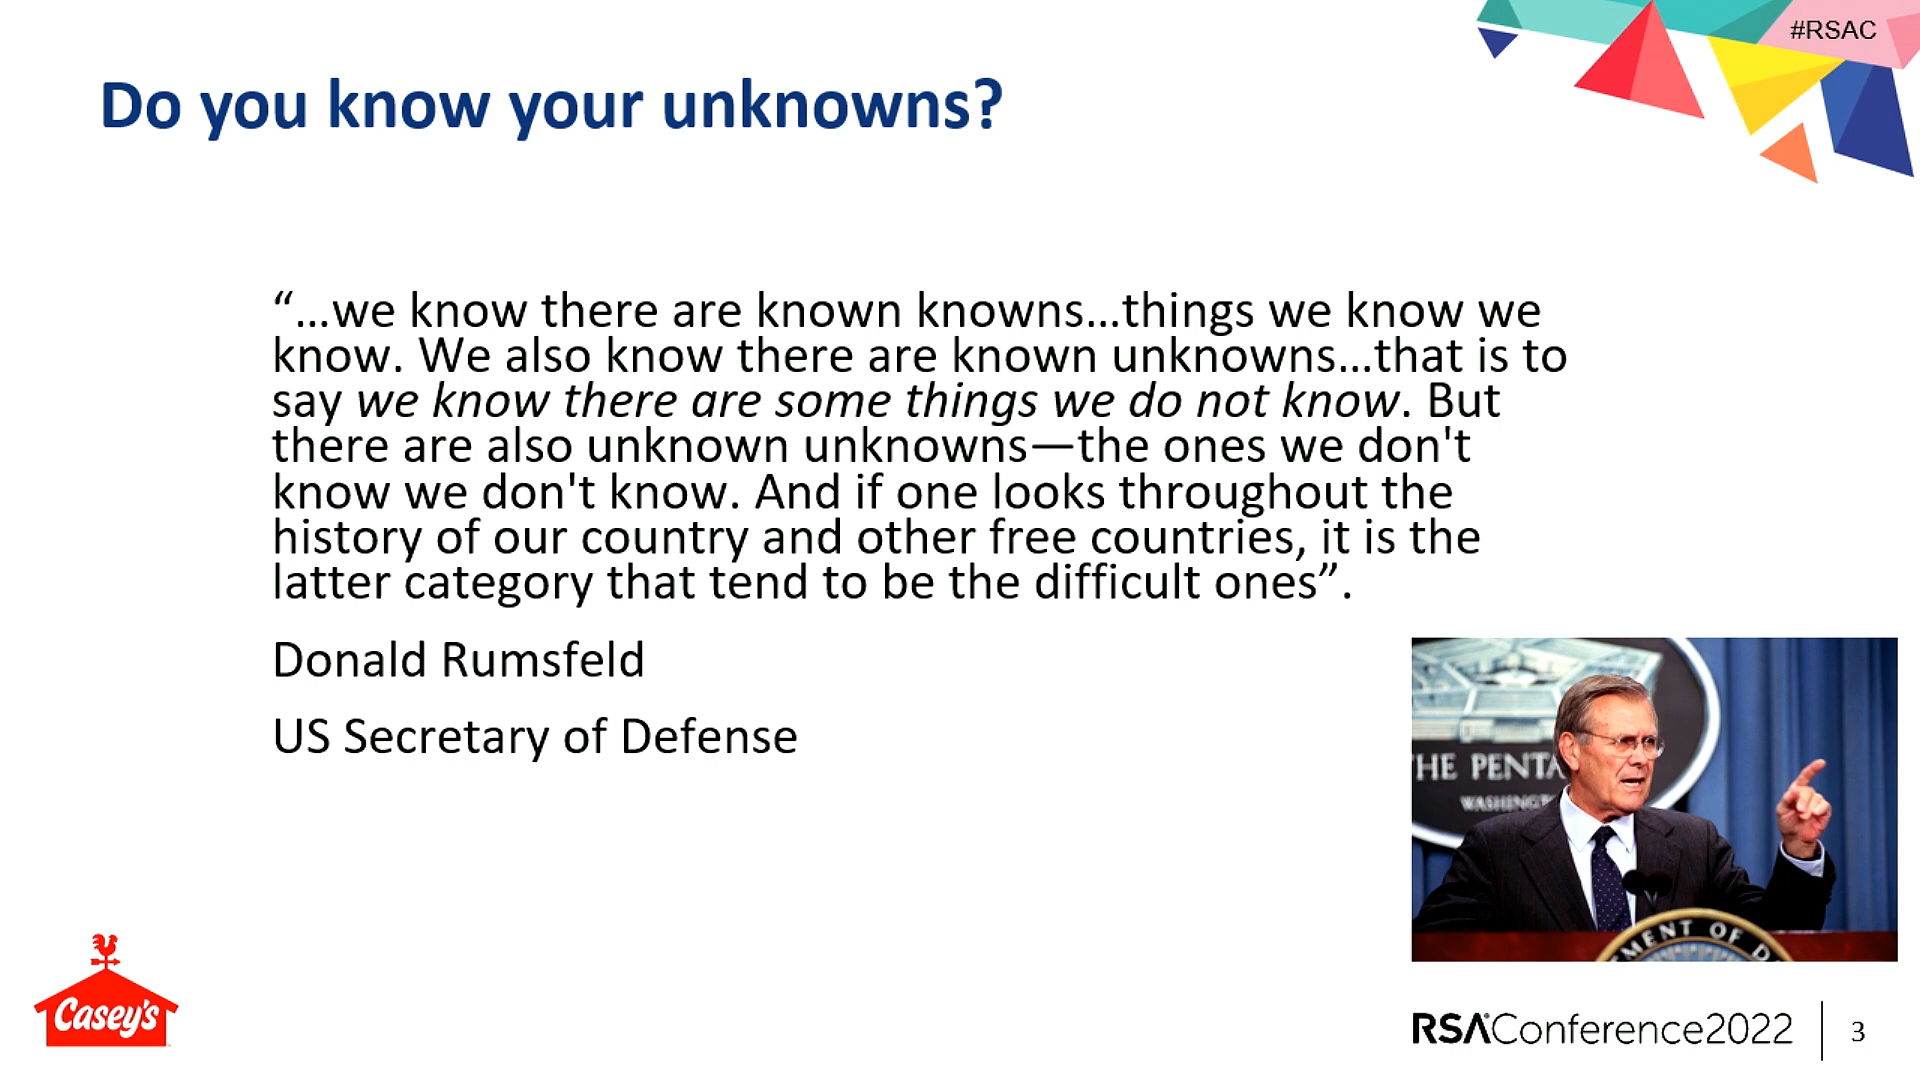 #RSAC
Do you know your unknowns?
“…we know there are known knowns…things we know we
know. We also know there are known unknowns…that is to
say we know there are some things we do not know. But
there are also unknown unknowns—the ones we don't
know we don't know. And if one looks throughout the
history of our country and other free countries, it is the
latter category that tend to be the difficult ones”.
Donald Rumsfeld
US Secretary of Defense
HE PENTA
WASHINGT
MENT OF D
Casey's
RSAConference2022
3